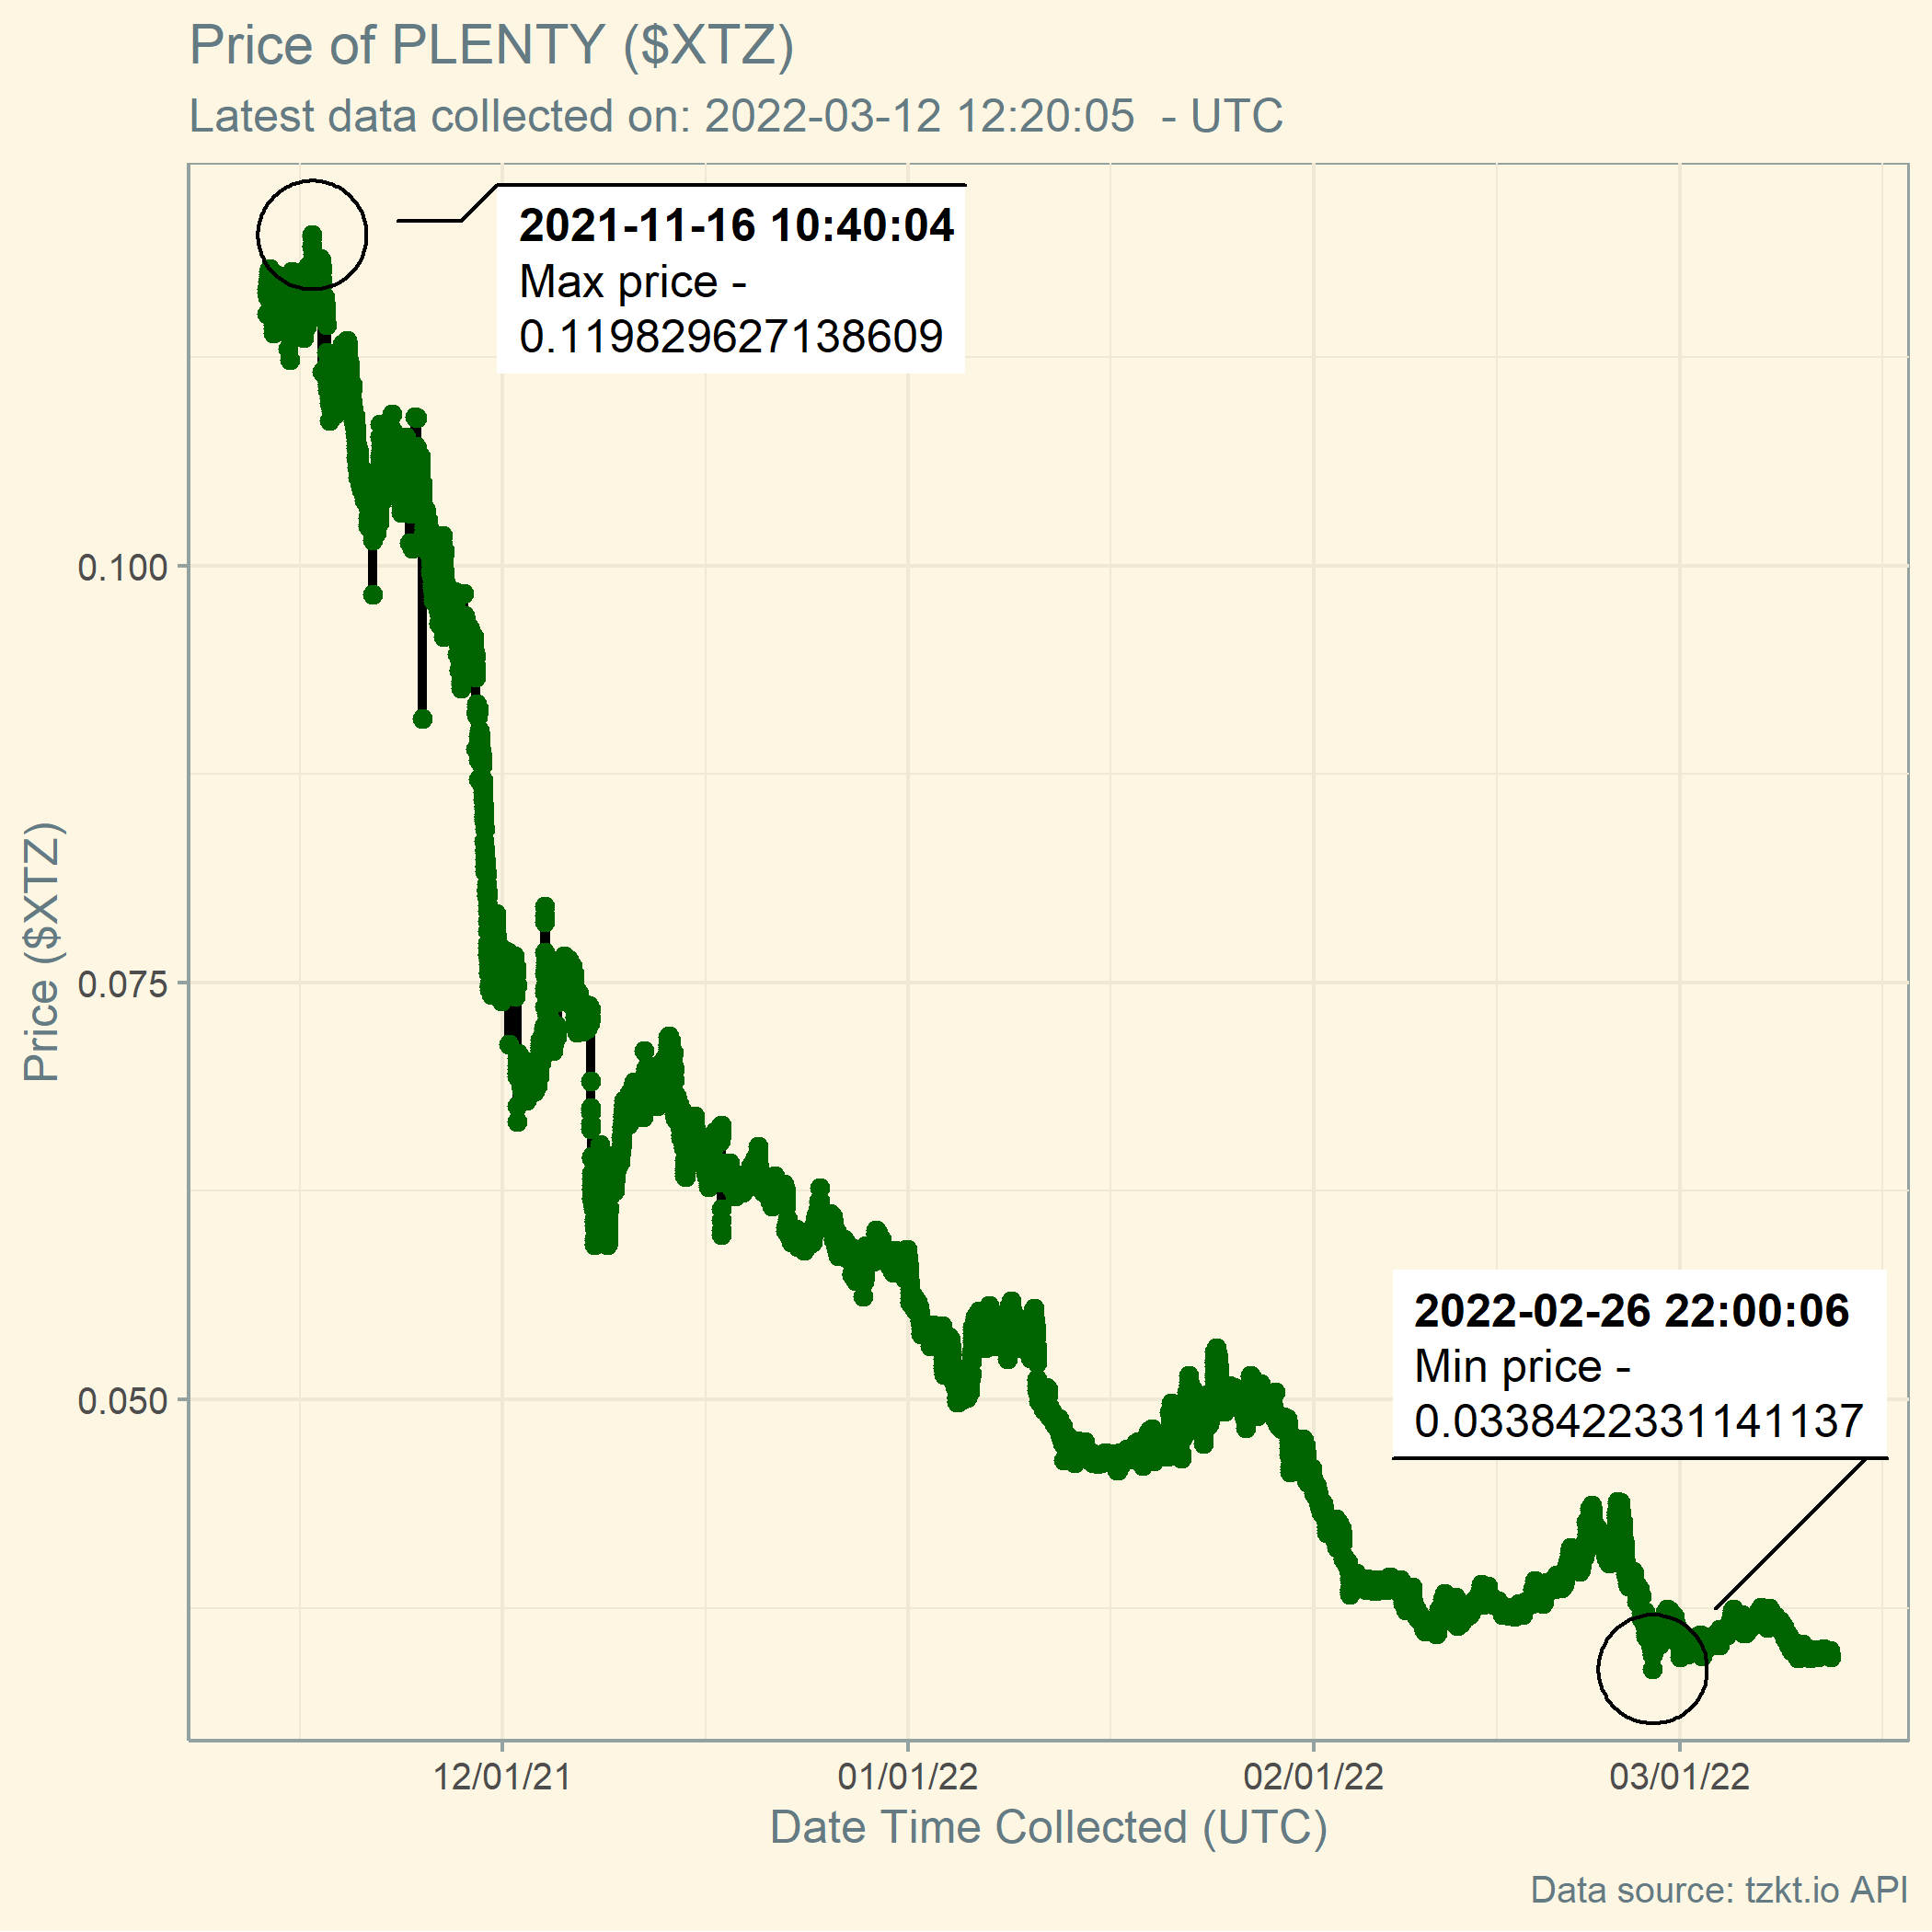 Price of PLENTY ($XTZ)
Latest data collected on: 2022-03-12 12:20:05  - UTC
2021-11-16 10:40:04
Max price -
0.119829627138609
0.100
0.075
0.050
Price ($XTZ)
2022-02-26 22:00:06
Min price -
0.0338422331141137
12/01/21
01/01/22
02/01/22
03/01/22
Date Time Collected (UTC)
Data source: tzkt.io API